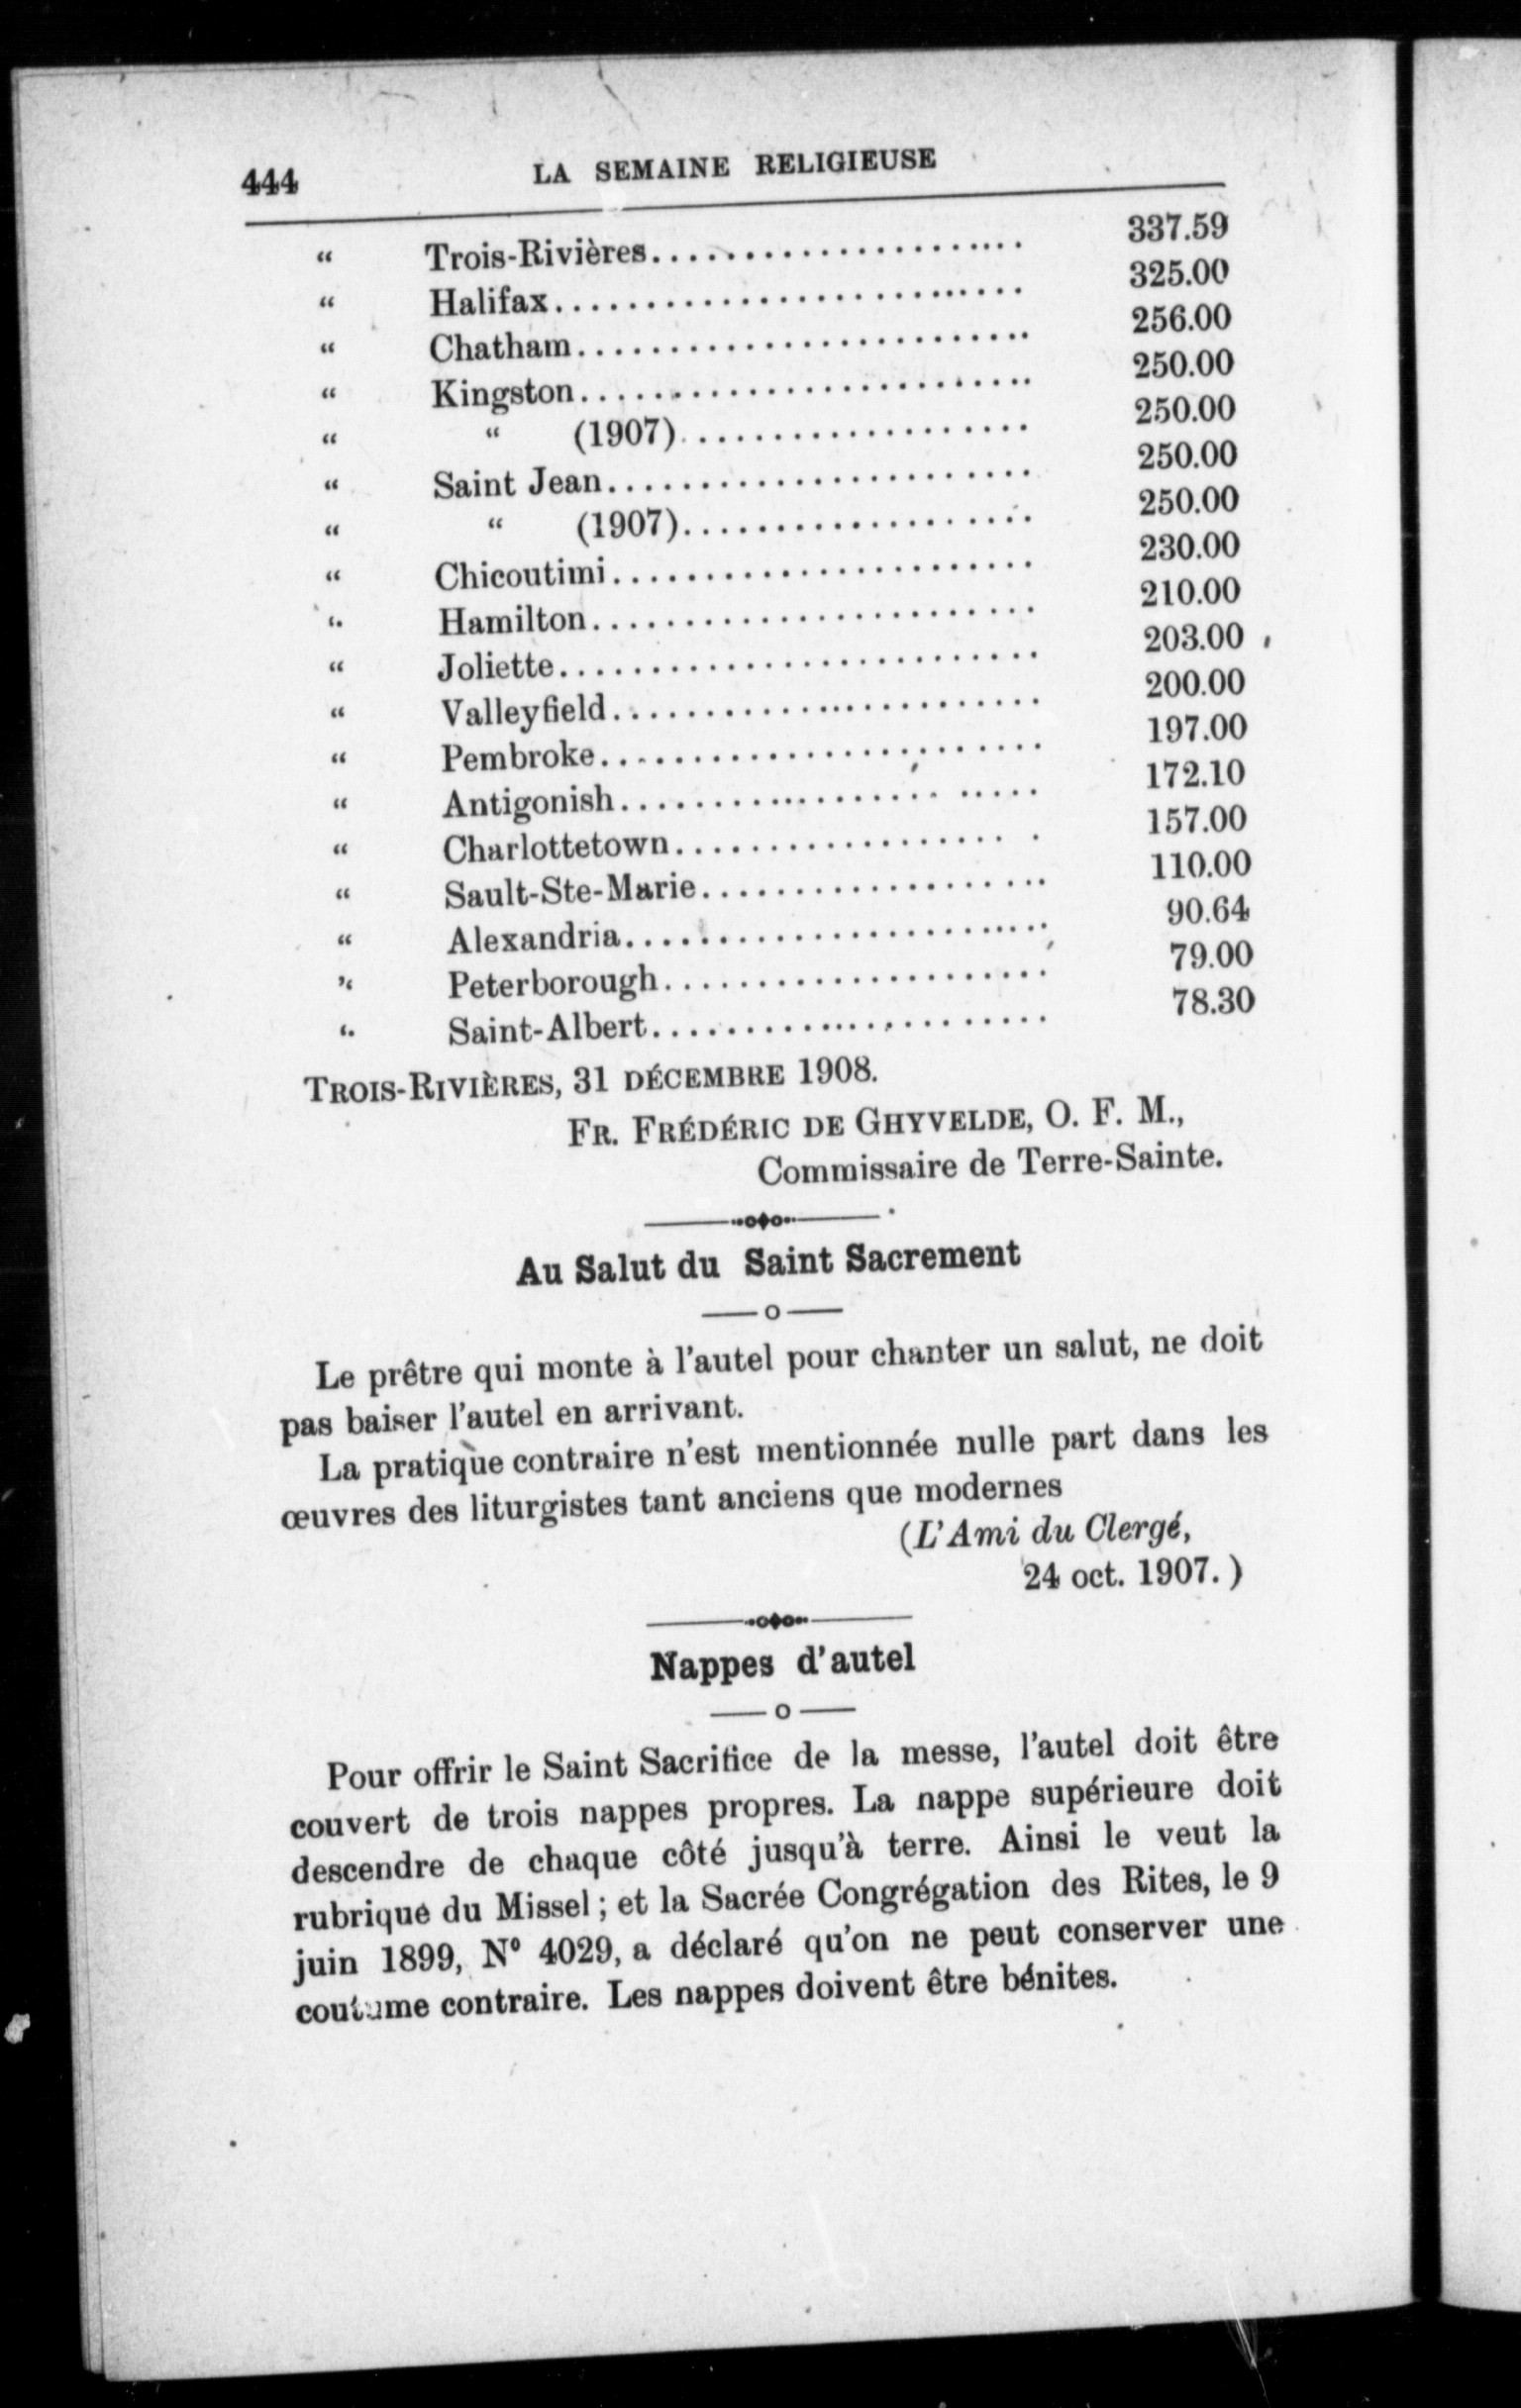 444 LA SEMAINE RELIGIEUSE
“ Trois-Rivières.................... 337.59
“ Halifax.......................... 325.00
“ Chatham......................... 256.00
“ Kingston......................... 250.00
“ “ (1907)................... 250.00
“ Saint Jean....................... 250.00
“ “ (1907)................... 250.00
“ Chicoutimi....................... 230.00
“ Hamilton........................ 210.00
“ Joliette.......................... 203.00
“ Valleyfield....................... 200.00
“ Pembroke........................ 197.00
“ Antigonish....................... 172.10
“ Charlottetown................... 157.00
“ Sault-Ste-Marie................... 110.00
“ Alexandria....................... 90.64
“ Peterborough..................... 79.00
“ Saint-Albert...................... 78.30
TROIS-RIVIÈRES, 31 DÉCEMBRE 1908.
FR. FRÉDÉRIC DE GHYVELDE, O. F. M.,
Commissaire de Terre-Sainte.
Au Salut du Saint Sacrement
— o —
Le prêtre qui monte à l'autel pour chanter un salut, ne doit
pas baiser l'autel en arrivant.
La pratique contraire n'est mentionnée nulle part dans les
œuvres des liturgistes tant anciens que modernes
(L'Ami du Clergé,
24 oct. 1907.)
Nappes d'autel
— o —
Pour offrir le Saint Sacrifice de la messe, l'autel doit être
couvert de trois nappes propres. La nappe supérieure doit
descendre de chaque côté jusqu'à terre. Ainsi le veut la
rubrique du Missel ; et la Sacrée Congrégation des Rites, le 9
juin 1899, N° 4029, a déclaré qu'on ne peut conserver une
coutume contraire. Les nappes doivent être bénites.